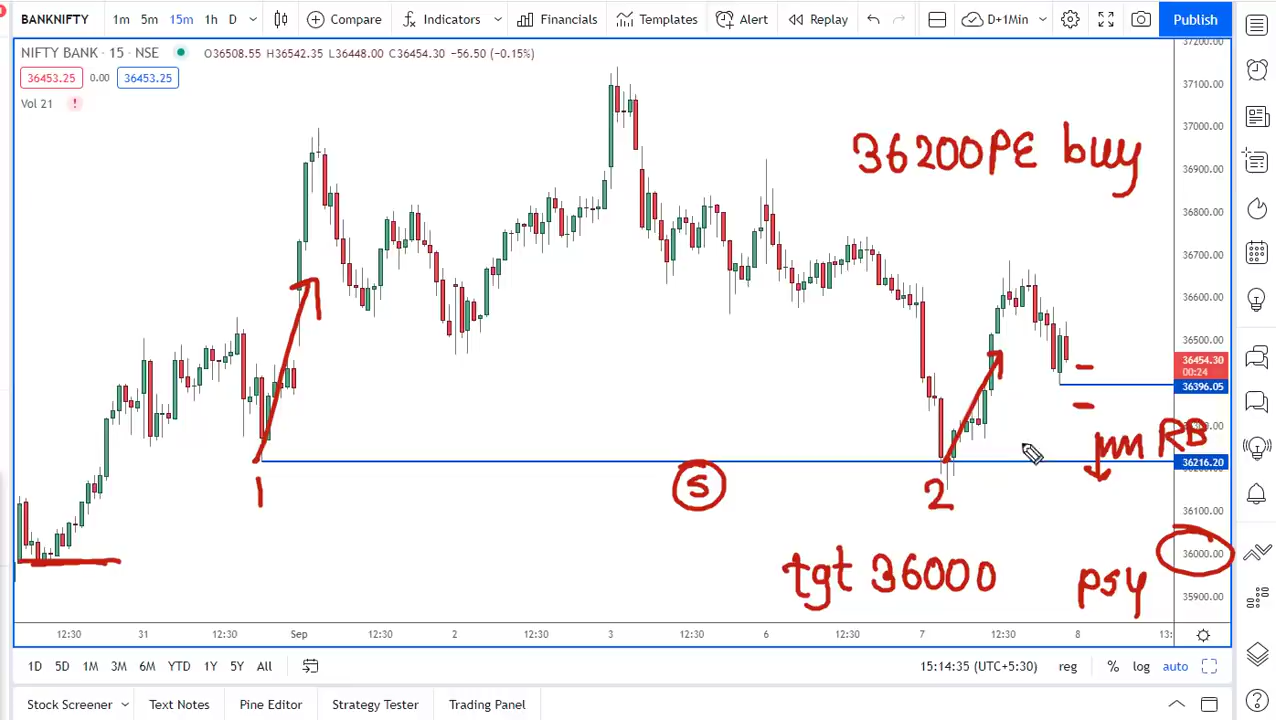 BANKNIFTY 1m 5m 15m 1h D Compare Indicators Financials Templates Alert Replay D+1Min Publish
NIFTY BANK · 15 · NSE O36508.55 H36542.35 L36448.00 C36454.30 −56.50 (−0.15%)
36453.25 0.00 36453.25
Vol 21 !
37200.00
37100.00
37000.00
36200PE buy
36900.00
36800.00
36700.00
36600.00
36500.00
36454.30
00:24
36396.05
36300.00
RB
36216.20
1 S 2
36100.00
36000.00
tgt 36000 psy
35900.00
12:30 31 12:30 Sep 12:30 2 12:30 3 12:30 6 12:30 7 12:30 8 13:
1D 5D 1M 3M 6M YTD 1Y 5Y All 15:14:35 (UTC+5:30) reg % log auto
Stock Screener Text Notes Pine Editor Strategy Tester Trading Panel